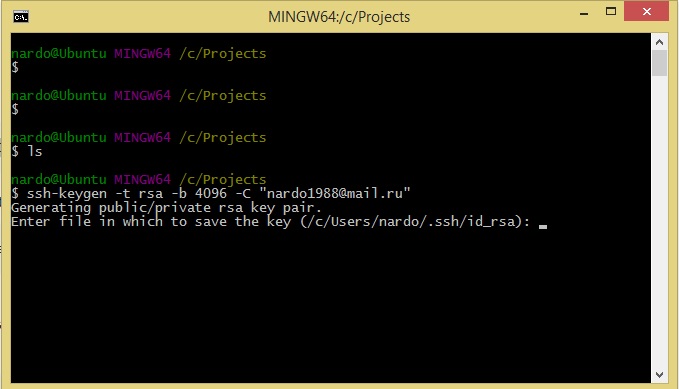 MINGW64:/c/Projects
nardo@Ubuntu MINGW64 /c/Projects
$
nardo@Ubuntu MINGW64 /c/Projects
$
nardo@Ubuntu MINGW64 /c/Projects
$ ls
nardo@Ubuntu MINGW64 /c/Projects
$ ssh-keygen -t rsa -b 4096 -C "nardo1988@mail.ru"
Generating public/private rsa key pair.
Enter file in which to save the key (/c/Users/nardo/.ssh/id_rsa):